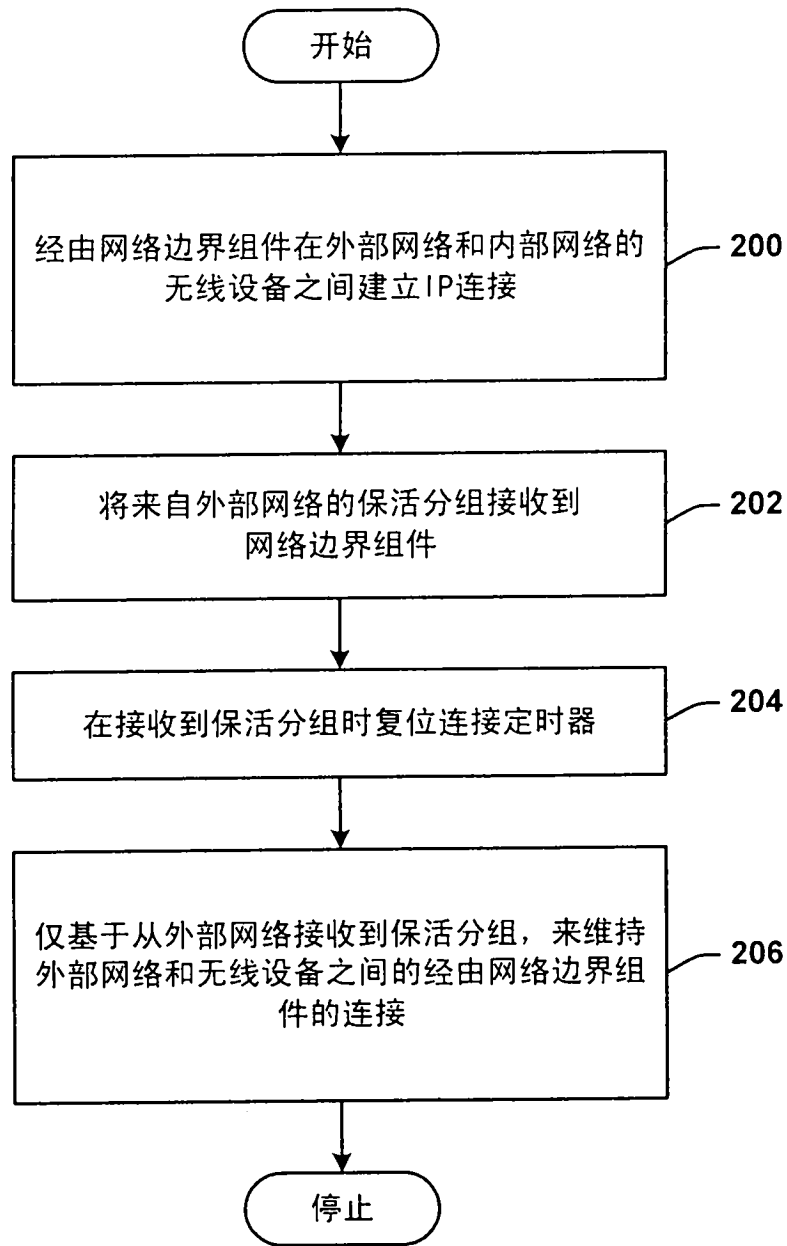 开始
经由网络边界组件在外部网络和内部网络的
无线设备之间建立IP连接
200
将来自外部网络的保活分组接收到
网络边界组件
202
在接收到保活分组时复位连接定时器
204
仅基于从外部网络接收到保活分组，来维持
外部网络和无线设备之间的经由网络边界组
件的连接
206
停止